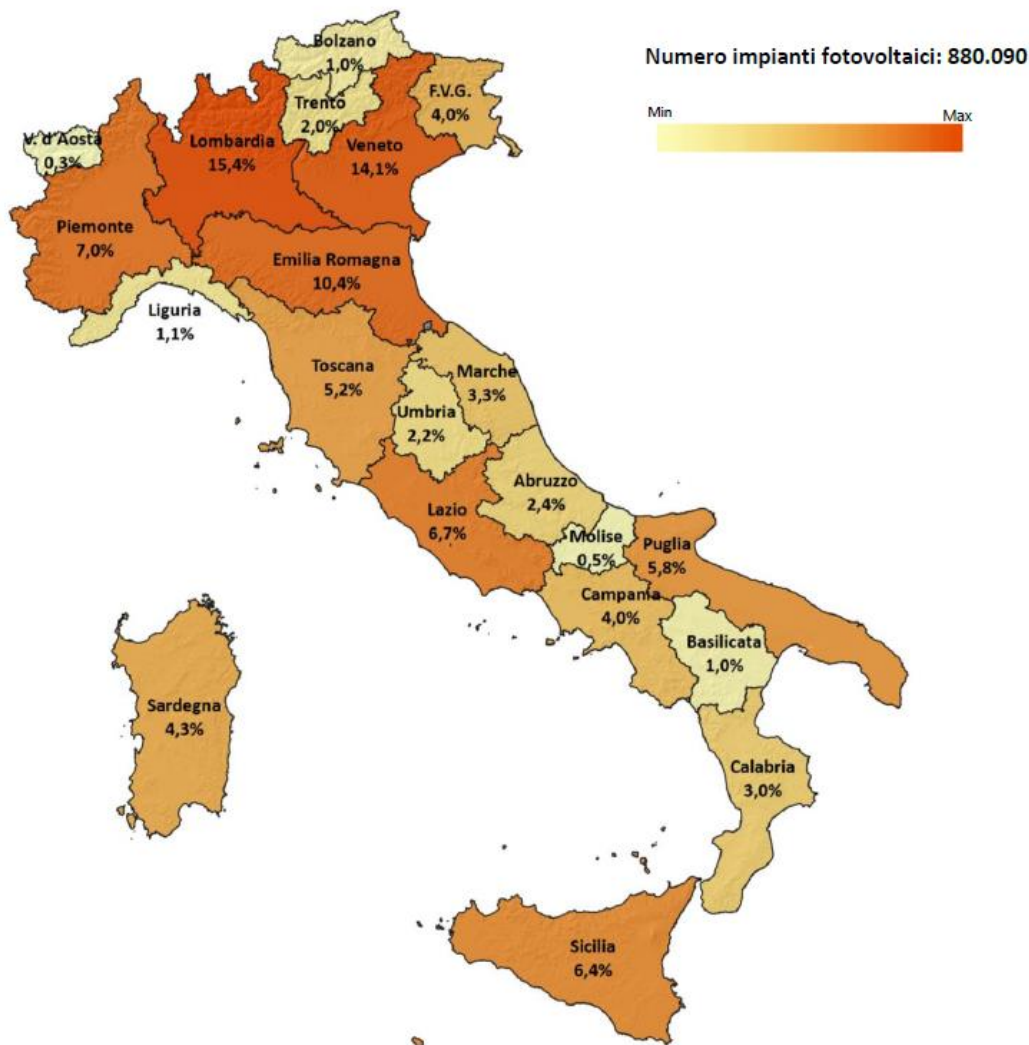 Numero impianti fotovoltaici: 880.090
Min
Max
Bolzano
1,0%
Trento
2,0%
F.V.G.
4,0%
V. d'Aosta
0,3%
Lombardia
15,4%
Veneto
14,1%
Piemonte
7,0%
Emilia Romagna
10,4%
Liguria
1,1%
Toscana
5,2%
Marche
3,3%
Umbria
2,2%
Abruzzo
2,4%
Lazio
6,7%
Molise
0,5%
Puglia
5,8%
Campania
4,0%
Basilicata
1,0%
Sardegna
4,3%
Calabria
3,0%
Sicilia
6,4%